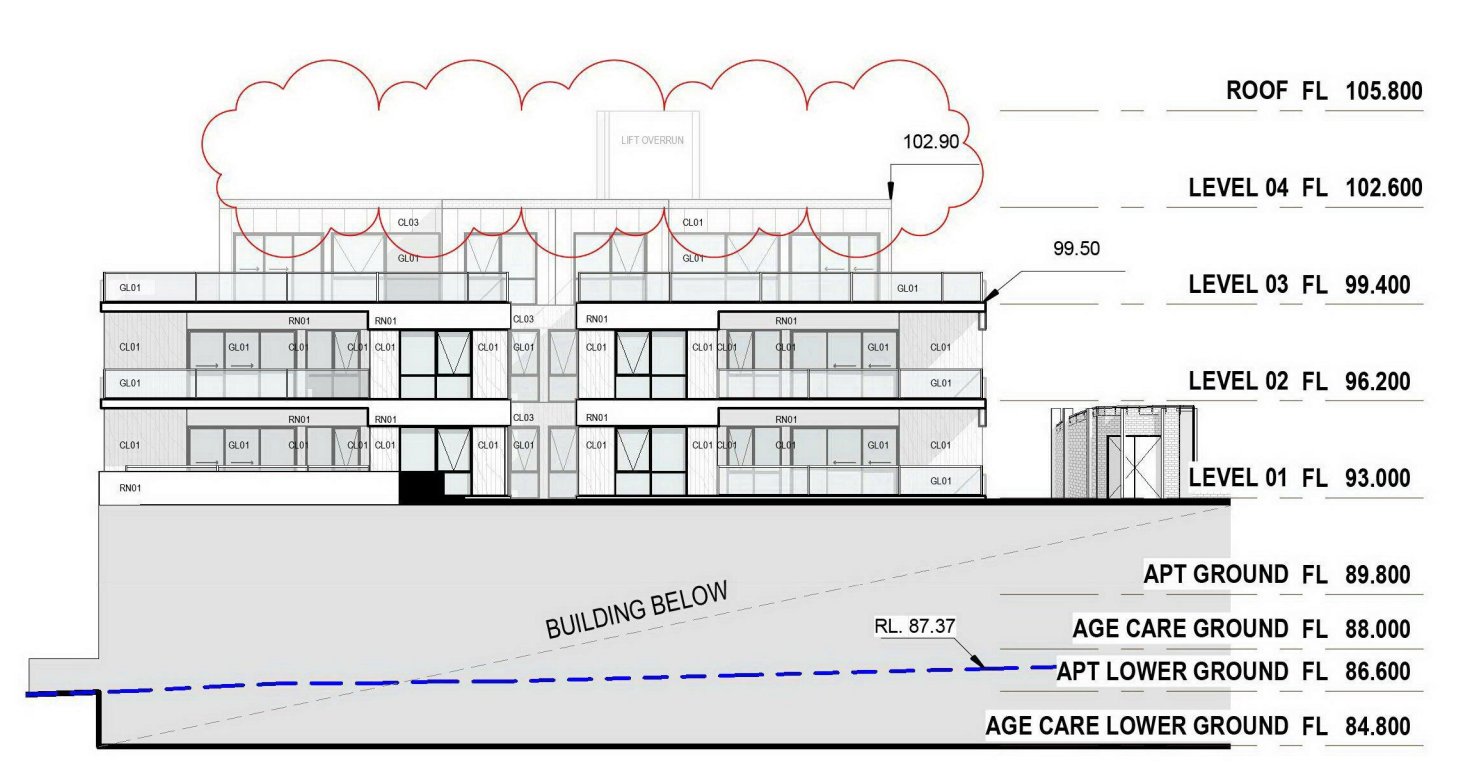 ROOF FL 105.800
LIFT OVERRUN
102.90
LEVEL 04 FL 102.600
CL03 CL01
99.50
GL01 GL01
GL01 GL01
LEVEL 03 FL 99.400
RN01 RN01 CL03 RN01 RN01
CL01 GL01 CL01 CL01 CL01 CL01 GL01 CL01 CL01 CL01 CL01 GL01 CL01
GL01 GL01
LEVEL 02 FL 96.200
RN01 RN01 CL03 RN01 RN01
CL01 GL01 CL01 CL01 CL01 CL01 GL01 CL01 CL01 CL01 CL01 GL01 CL01
LEVEL 01 FL 93.000
RN01 GL01
APT GROUND FL 89.800
BUILDING BELOW
RL. 87.37
AGE CARE GROUND FL 88.000
APT LOWER GROUND FL 86.600
AGE CARE LOWER GROUND FL 84.800